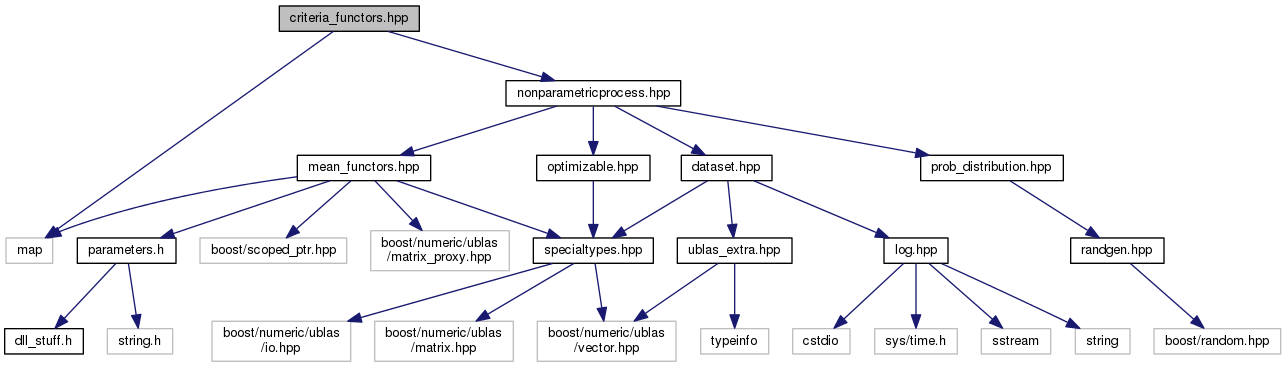 criteria_functors.hpp
nonparametricprocess.hpp
mean_functors.hpp
optimizable.hpp
dataset.hpp
prob_distribution.hpp
map
parameters.h
boost/scoped_ptr.hpp
boost/numeric/ublas
/matrix_proxy.hpp
specialtypes.hpp
ublas_extra.hpp
log.hpp
randgen.hpp
dll_stuff.h
string.h
boost/numeric/ublas
/io.hpp
boost/numeric/ublas
/matrix.hpp
boost/numeric/ublas
/vector.hpp
typeinfo
cstdio
sys/time.h
sstream
string
boost/random.hpp